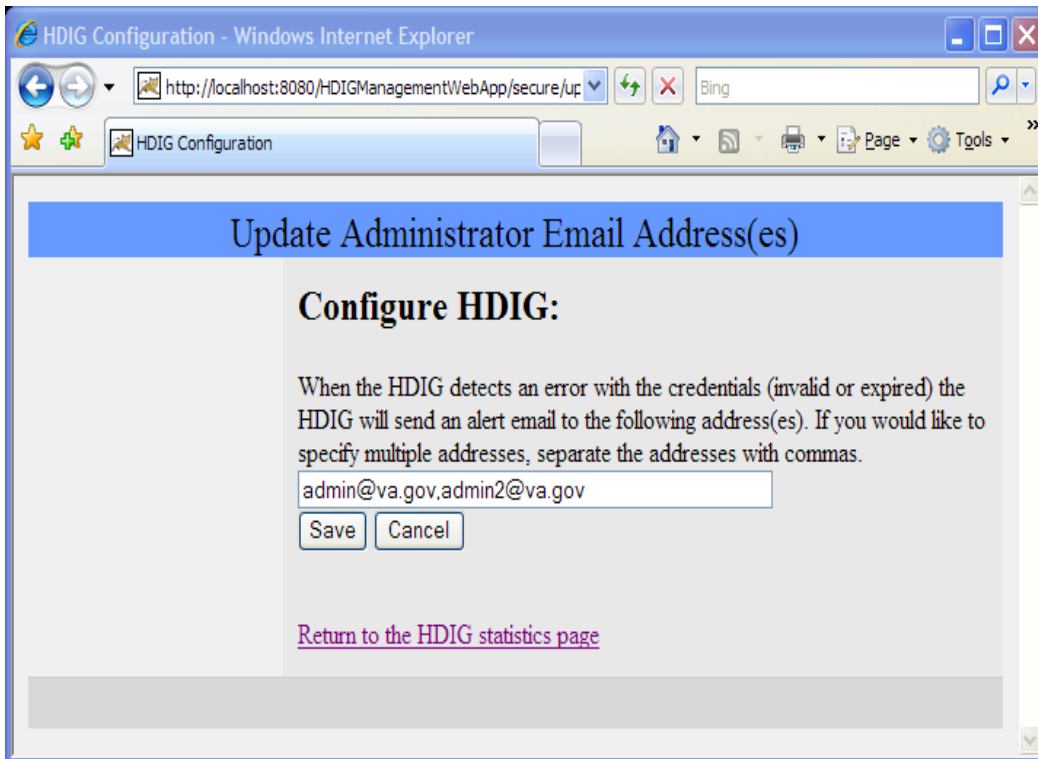 HDIG Configuration - Windows Internet Explorer
http://localhost:8080/HDIGManagementWebApp/secure/up
Bing
HDIG Configuration
Page
Tools
»
Update Administrator Email Address(es)
Configure HDIG:
When the HDIG detects an error with the credentials (invalid or expired) the
HDIG will send an alert email to the following address(es). If you would like to
specify multiple addresses, separate the addresses with commas.
admin@va.gov,admin2@va.gov
Save Cancel
Return to the HDIG statistics page